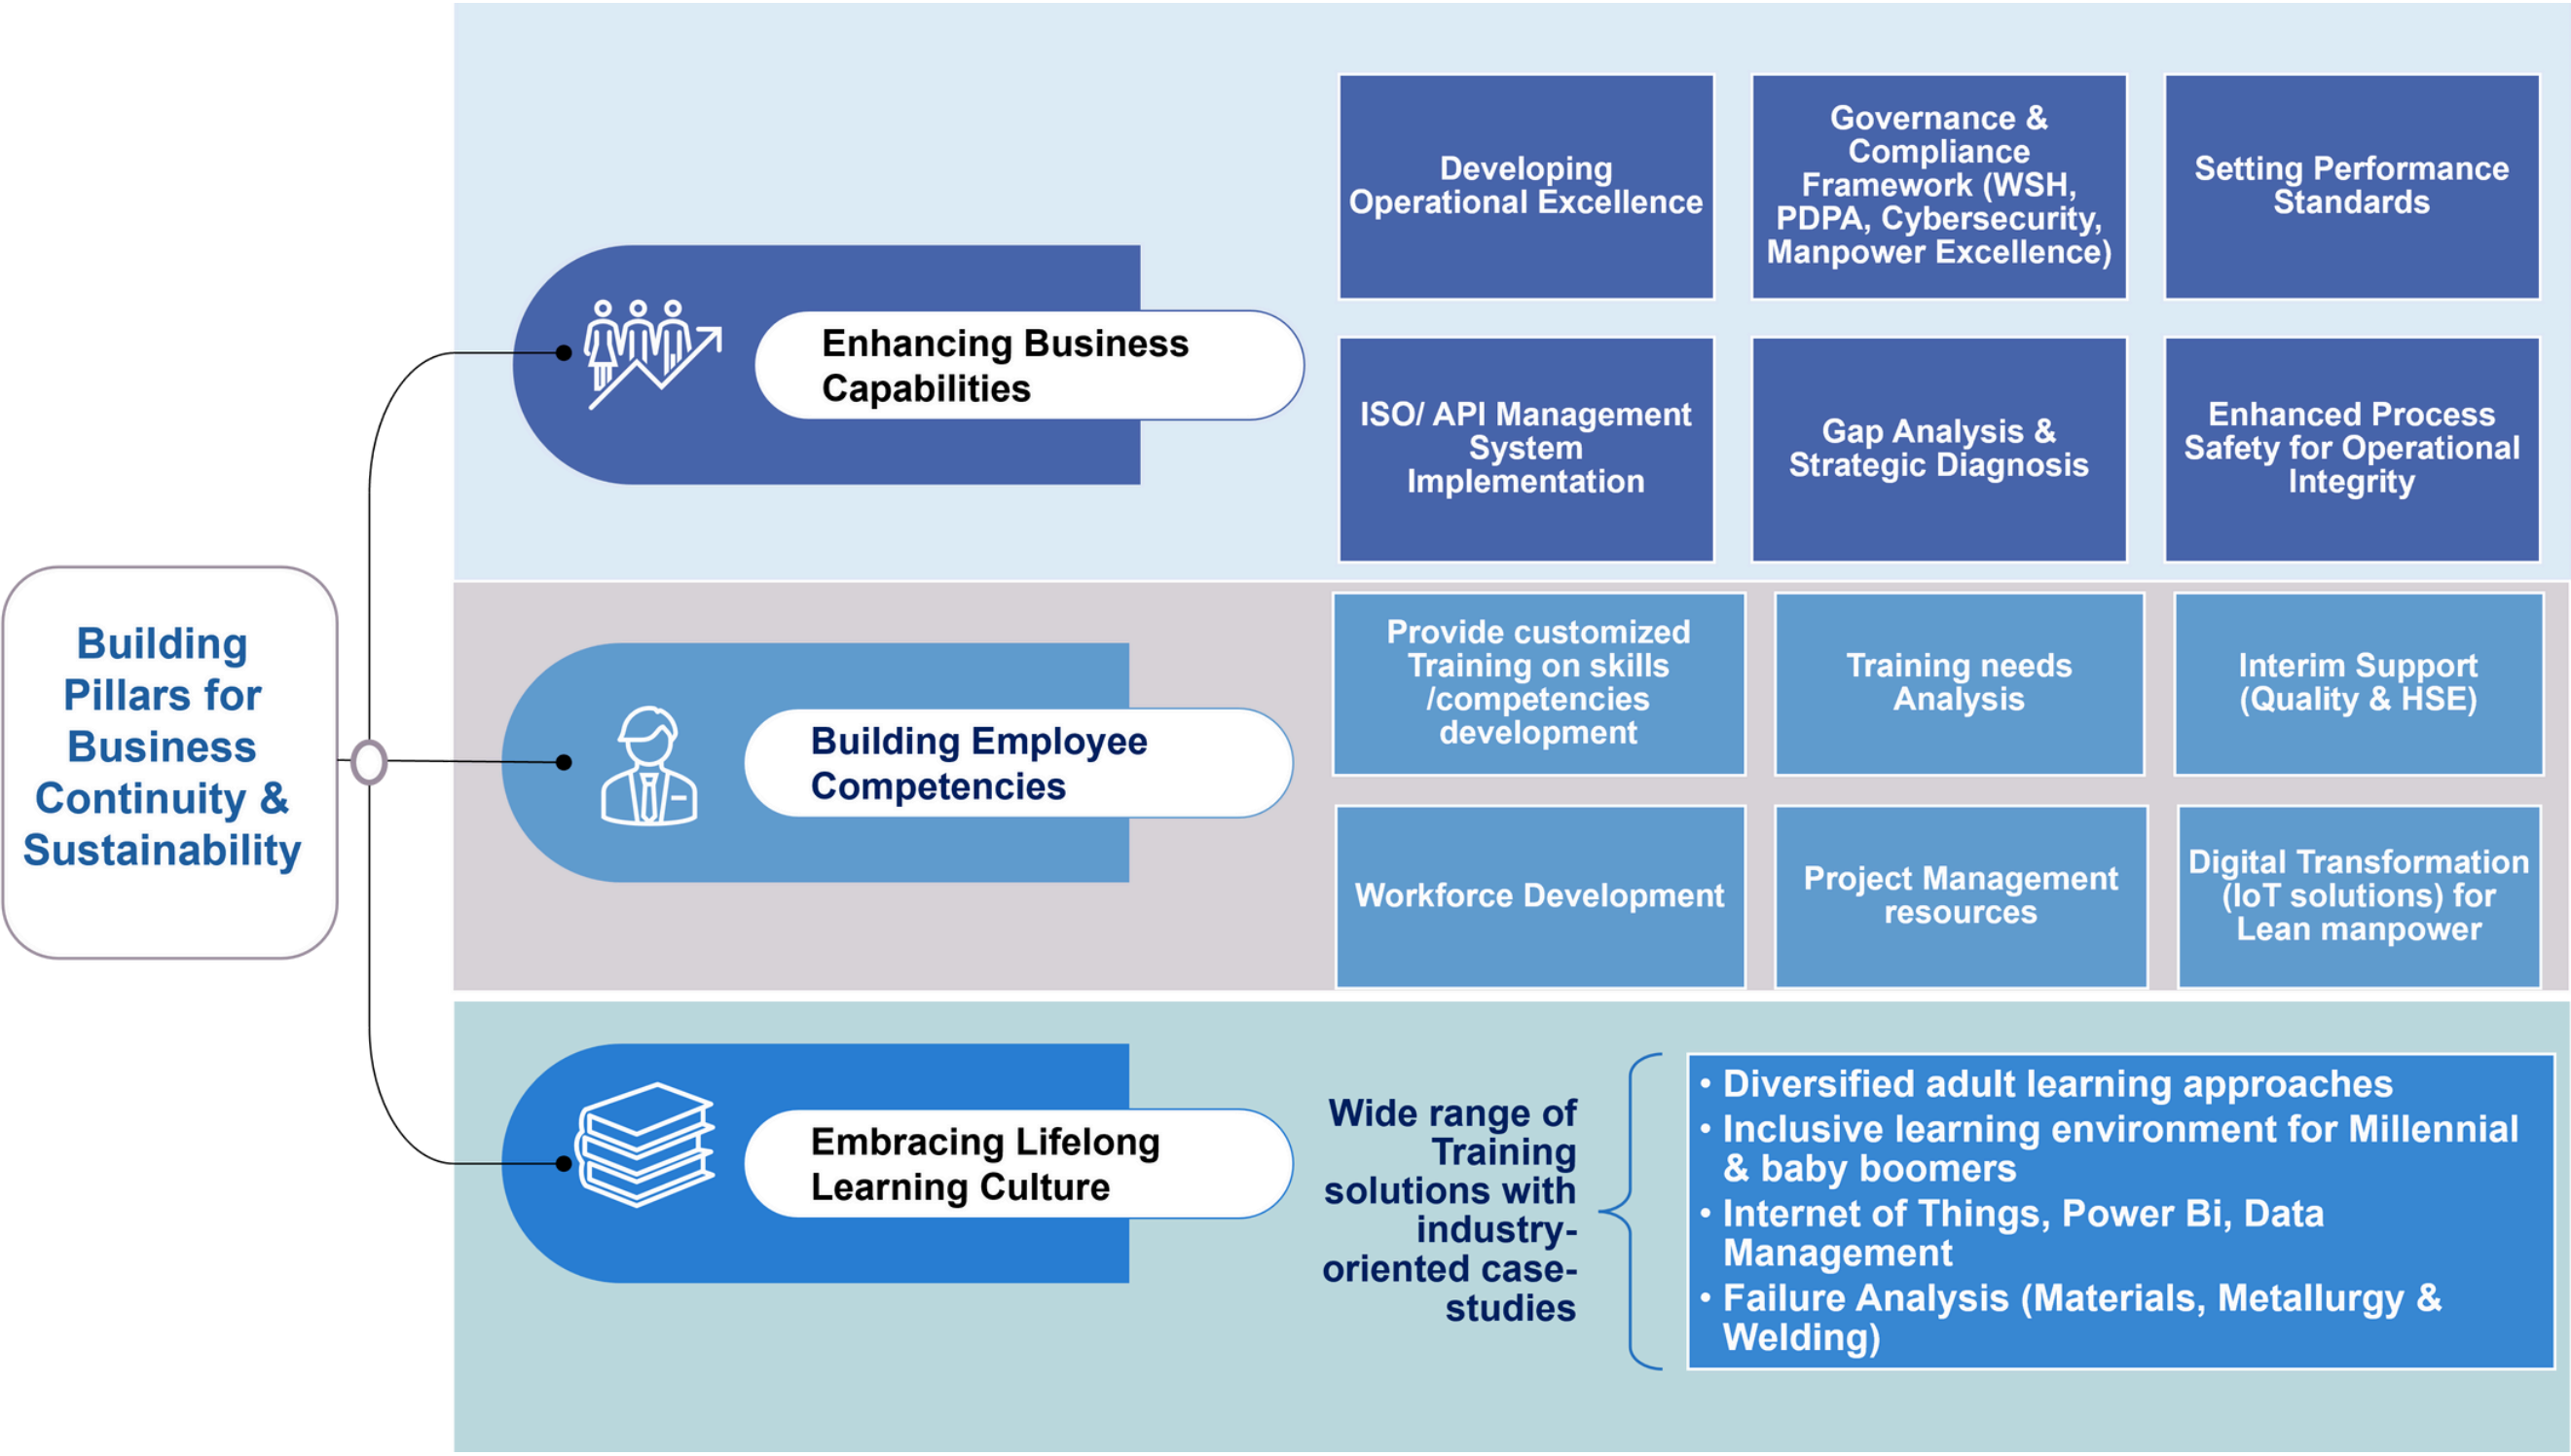 Building
Pillars for
Business
Continuity &
Sustainability
Enhancing Business
Capabilities
Developing
Operational Excellence
Governance &
Compliance
Framework (WSH,
PDPA, Cybersecurity,
Manpower Excellence)
Setting Performance
Standards
ISO/ API Management
System
Implementation
Gap Analysis &
Strategic Diagnosis
Enhanced Process
Safety for Operational
Integrity
Building Employee
Competencies
Provide customized
Training on skills
/competencies
development
Training needs
Analysis
Interim Support
(Quality & HSE)
Workforce Development
Project Management
resources
Digital Transformation
(IoT solutions) for
Lean manpower
Embracing Lifelong
Learning Culture
Wide range of
Training
solutions with
industry-
oriented case-
studies
• Diversified adult learning approaches
• Inclusive learning environment for Millennial
& baby boomers
• Internet of Things, Power Bi, Data
Management
• Failure Analysis (Materials, Metallurgy &
Welding)